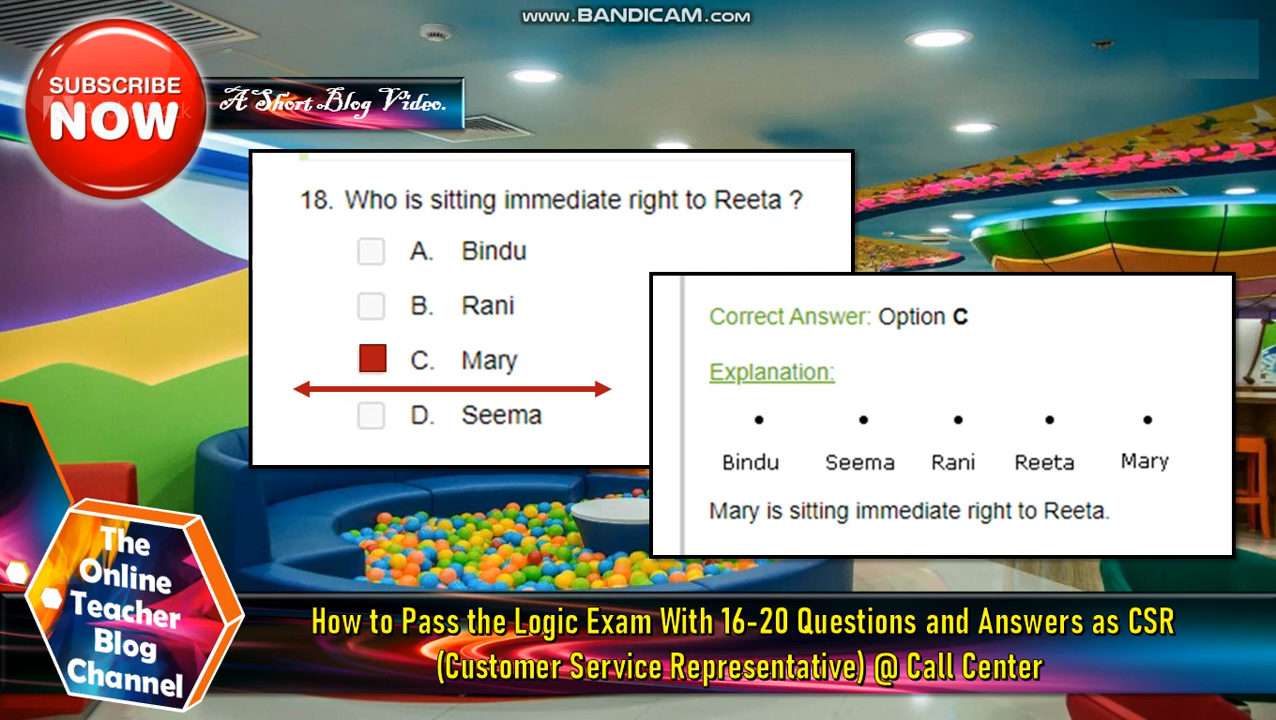 www.BANDICAM.com
SUBSCRIBE
NOW
A Short Blog Video.
18. Who is sitting immediate right to Reeta ?
A. Bindu
B. Rani
C. Mary
D. Seema
Correct Answer: Option C
Explanation:
Bindu Seema Rani Reeta Mary
Mary is sitting immediate right to Reeta.
The
Online
Teacher
Blog
Channel
How to Pass the Logic Exam With 16-20 Questions and Answers as CSR
(Customer Service Representative) @ Call Center